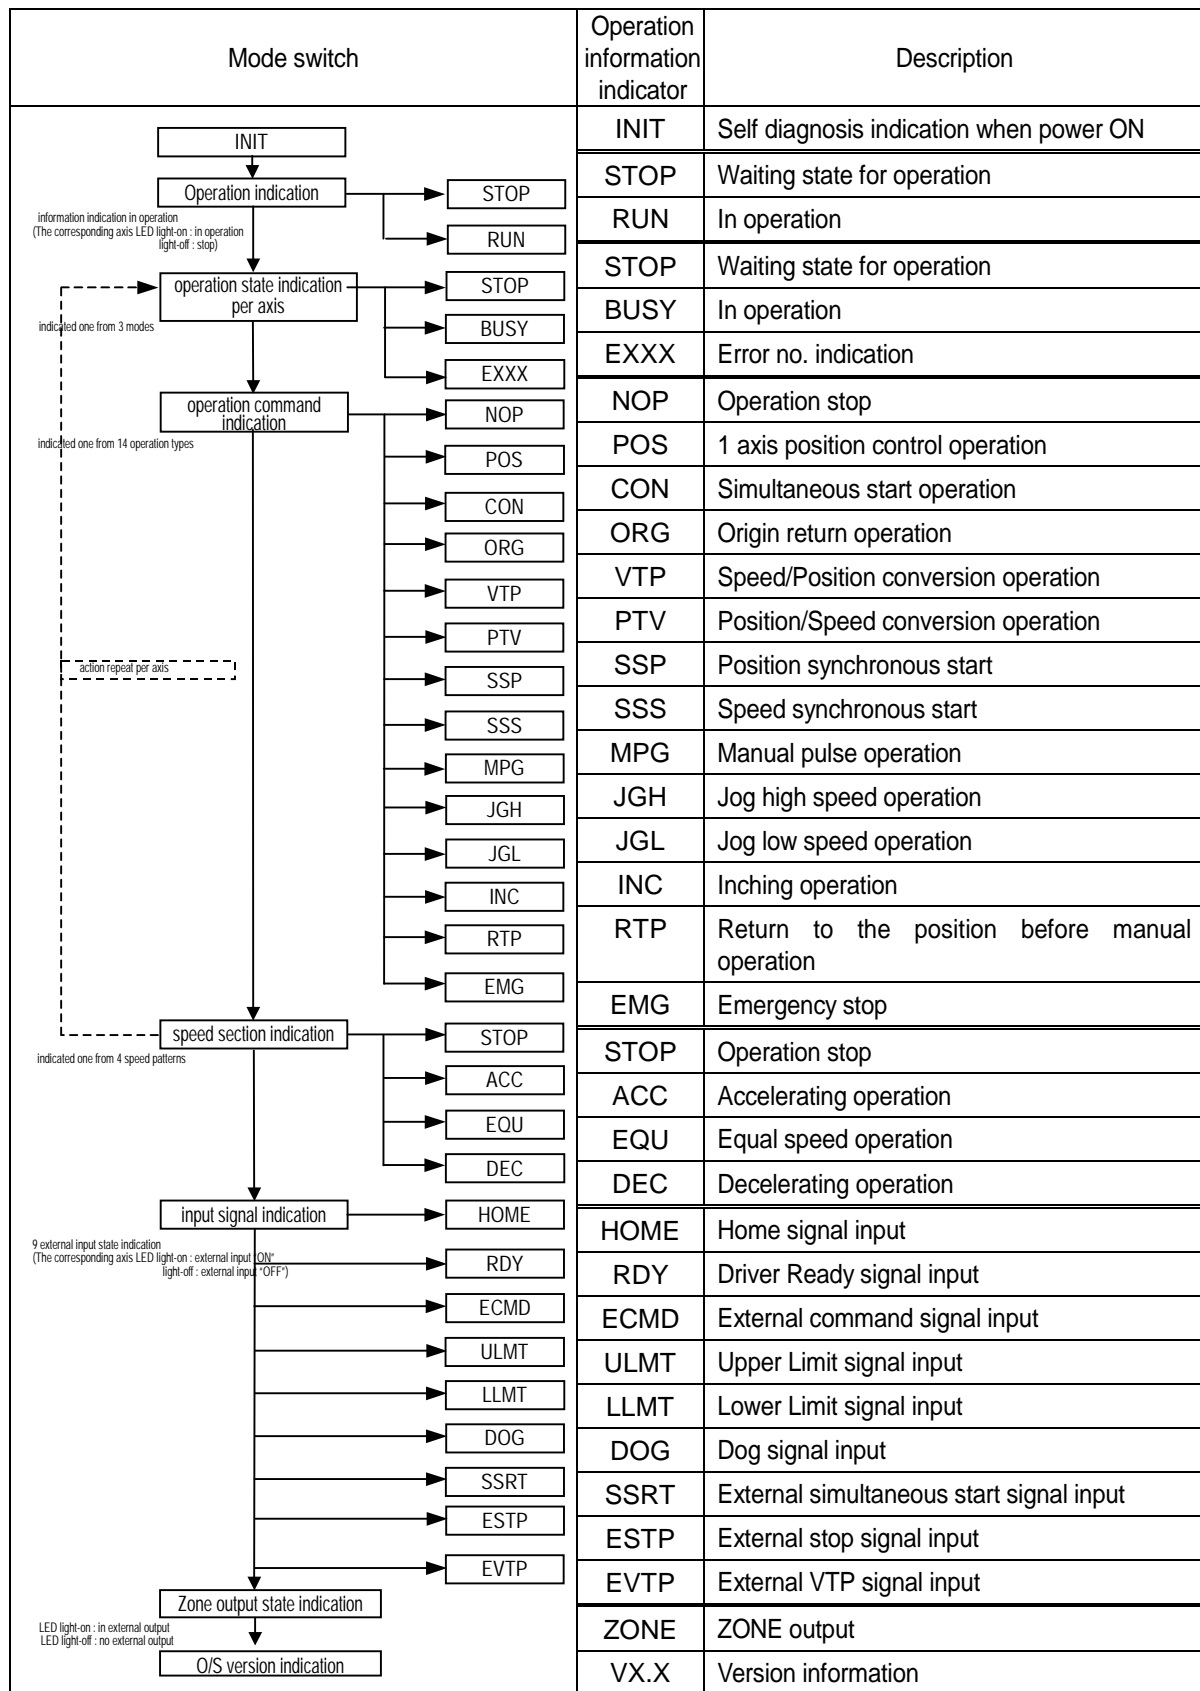 Mode switch
Operation
information
indicator
Description
INIT
Operation indication
STOP
information indication in operation
(The corresponding axis LED light-on : in operation
light-off : stop)
RUN
operation state indication
per axis
STOP
indicated one from 3 modes
BUSY
EXXX
operation command
indication
NOP
indicated one from 14 operation types
POS
CON
ORG
VTP
PTV
action repeat per axis
SSP
SSS
MPG
JGH
JGL
INC
RTP
EMG
speed section indication
STOP
indicated one from 4 speed patterns
ACC
EQU
DEC
input signal indication
HOME
9 external input state indication
(The corresponding axis LED light-on : external input "ON"
light-off : external input "OFF")
RDY
ECMD
ULMT
LLMT
DOG
SSRT
ESTP
EVTP
Zone output state indication
LED light-on : in external output
LED light-off : no external output
O/S version indication
INIT Self diagnosis indication when power ON
STOP Waiting state for operation
RUN In operation
STOP Waiting state for operation
BUSY In operation
EXXX Error no. indication
NOP Operation stop
POS 1 axis position control operation
CON Simultaneous start operation
ORG Origin return operation
VTP Speed/Position conversion operation
PTV Position/Speed conversion operation
SSP Position synchronous start
SSS Speed synchronous start
MPG Manual pulse operation
JGH Jog high speed operation
JGL Jog low speed operation
INC Inching operation
RTP Return to the position before manual
operation
EMG Emergency stop
STOP Operation stop
ACC Accelerating operation
EQU Equal speed operation
DEC Decelerating operation
HOME Home signal input
RDY Driver Ready signal input
ECMD External command signal input
ULMT Upper Limit signal input
LLMT Lower Limit signal input
DOG Dog signal input
SSRT External simultaneous start signal input
ESTP External stop signal input
EVTP External VTP signal input
ZONE ZONE output
VX.X Version information